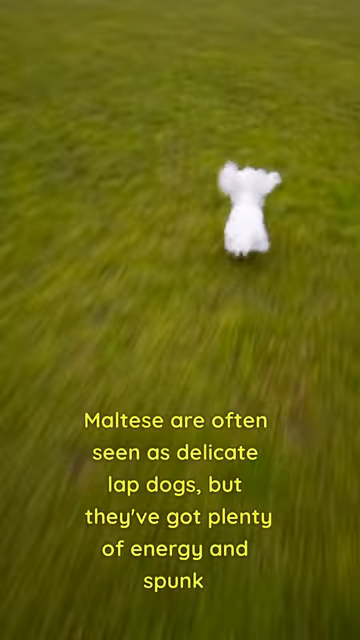 Maltese are often
seen as delicate
lap dogs, but
they've got plenty
of energy and
spunk